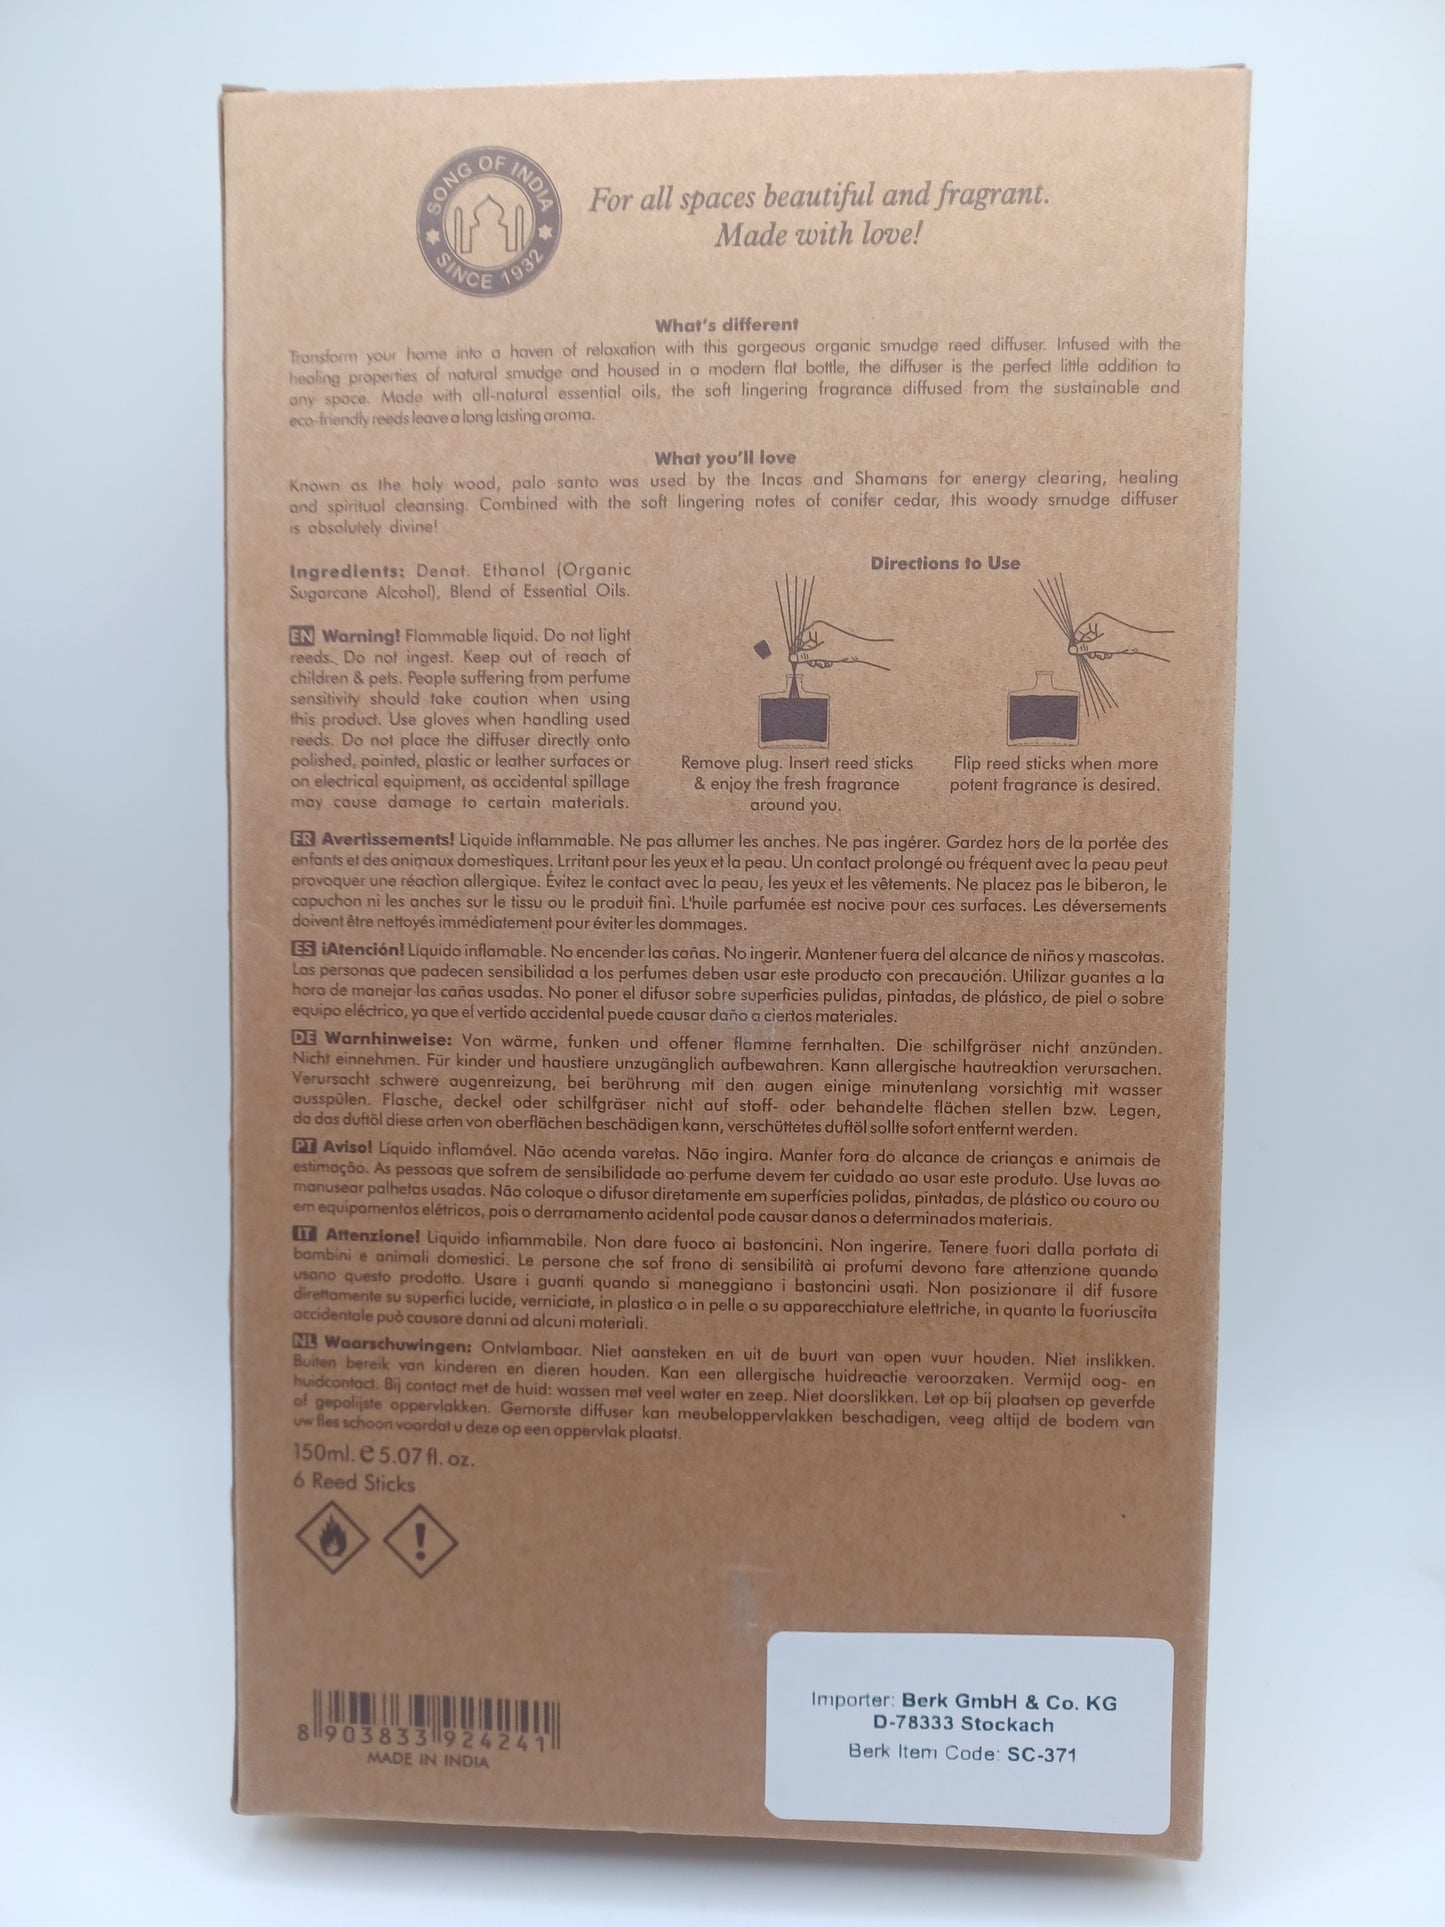 SONG OF INDIA
SINCE 1932
For all spaces beautiful and fragrant.
Made with love!
What's different
Transform your home into a haven of relaxation with this gorgeous organic smudge reed diffuser. Infused with the
healing properties of natural smudge and housed in a modern flat bottle, the diffuser is the perfect little addition to
any space. Made with all-natural essential oils, the soft lingering fragrance diffused from the sustainable and
eco-friendly reeds leave a long lasting aroma.
What you'll love
Known as the holy wood, palo santo was used by the Incas and Shamans for energy clearing, healing
and spiritual cleansing. Combined with the soft lingering notes of conifer cedar, this woody smudge diffuser
is absolutely divine!
Ingredients: Denat. Ethanol (Organic
Sugarcane Alcohol), Blend of Essential Oils.
EN Warning! Flammable liquid. Do not light
reeds. Do not ingest. Keep out of reach of
children & pets. People suffering from perfume
sensitivity should take caution when using
this product. Use gloves when handling used
reeds. Do not place the diffuser directly onto
polished, painted, plastic or leather surfaces or
on electrical equipment, as accidental spillage
may cause damage to certain materials.
Directions to Use
Remove plug. Insert reed sticks
& enjoy the fresh fragrance
around you.
Flip reed sticks when more
potent fragrance is desired.
FR Avertissements! Liquide inflammable. Ne pas allumer les anches. Ne pas ingérer. Gardez hors de la portée des
enfants et des animaux domestiques. Lrritant pour les yeux et la peau. Un contact prolongé ou fréquent avec la peau peut
provoquer une réaction allergique. Évitez le contact avec la peau, les yeux et les vêtements. Ne placez pas le biberon, le
capuchon ni les anches sur le tissu ou le produit fini. L'huile parfumée est nocive pour ces surfaces. Les déversements
doivent être nettoyés immédiatement pour éviter les dommages.
ES ¡Atención! Líquido inflamable. No encender las cañas. No ingerir. Mantener fuera del alcance de niños y mascotas.
Las personas que padecen sensibilidad a los perfumes deben usar este producto con precaución. Utilizar guantes a la
hora de manejar las cañas usadas. No poner el difusor sobre superficies pulidas, pintadas, de plástico, de piel o sobre
equipo eléctrico, ya que el vertido accidental puede causar daño a ciertos materiales.
DE Warnhinweise: Von wärme, funken und offener flamme fernhalten. Die schilfgräser nicht anzünden.
Nicht einnehmen. Für kinder und haustiere unzugänglich aufbewahren. Kann allergische hautreaktion verursachen.
Verursacht schwere augenreizung, bei berührung mit den augen einige minutenlang vorsichtig mit wasser
ausspülen. Flasche, deckel oder schilfgräser nicht auf stoff- oder behandelte flächen stellen bzw. Legen,
da das duftöl diese arten von oberflächen beschädigen kann, verschüttetes duftöl sollte sofort entfernt werden.
PT Aviso! Líquido inflamável. Não acenda varetas. Não ingira. Manter fora do alcance de crianças e animais de
estimação. As pessoas que sofrem de sensibilidade ao perfume devem ter cuidado ao usar este produto. Use luvas ao
manusear palhetas usadas. Não coloque o difusor diretamente em superfícies polidas, pintadas, de plástico ou couro ou
em equipamentos elétricos, pois o derramamento acidental pode causar danos a determinados materiais.
IT Attenzione! Liquido infiammabile. Non dare fuoco ai bastoncini. Non ingerire. Tenere fuori dalla portata di
bambini e animali domestici. Le persone che sof frono di sensibilità ai profumi devono fare attenzione quando
usano questo prodotto. Usare i guanti quando si maneggiano i bastoncini usati. Non posizionare il dif fusore
direttamente su superfici lucide, verniciate, in plastica o in pelle o su apparecchiature elettriche, in quanto la fuoriuscita
accidentale può causare danni ad alcuni materiali.
NL Waarschuwingen: Ontvlambaar. Niet aansteken en uit de buurt van open vuur houden. Niet inslikken.
Buiten bereik van kinderen en dieren houden. Kan een allergische huidreactie veroorzaken. Vermijd oog- en
huidcontact. Bij contact met de huid: wassen met veel water en zeep. Niet doorslikken. Let op bij plaatsen op geverfde
of gepolijste oppervlakken. Gemorste diffuser kan meubeloppervlakken beschadigen, veeg altijd de bodem van
uw fles schoon voordat u deze op een oppervlak plaatst.
150ml. e 5.07 fl. oz.
6 Reed Sticks
8 903833 924241
MADE IN INDIA
Importer: Berk GmbH & Co. KG
D-78333 Stockach
Berk Item Code: SC-371